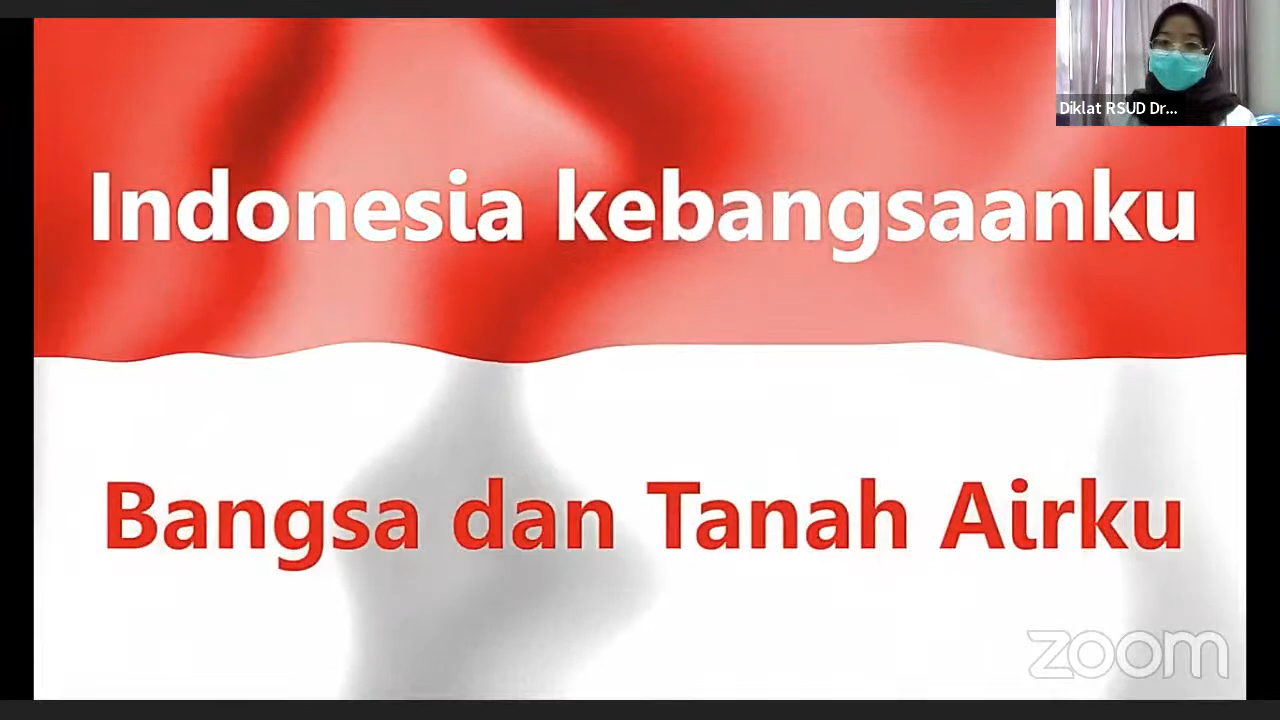 Diklat RSUD Dr...
Indonesia kebangsaanku
Bangsa dan Tanah Airku
zoom